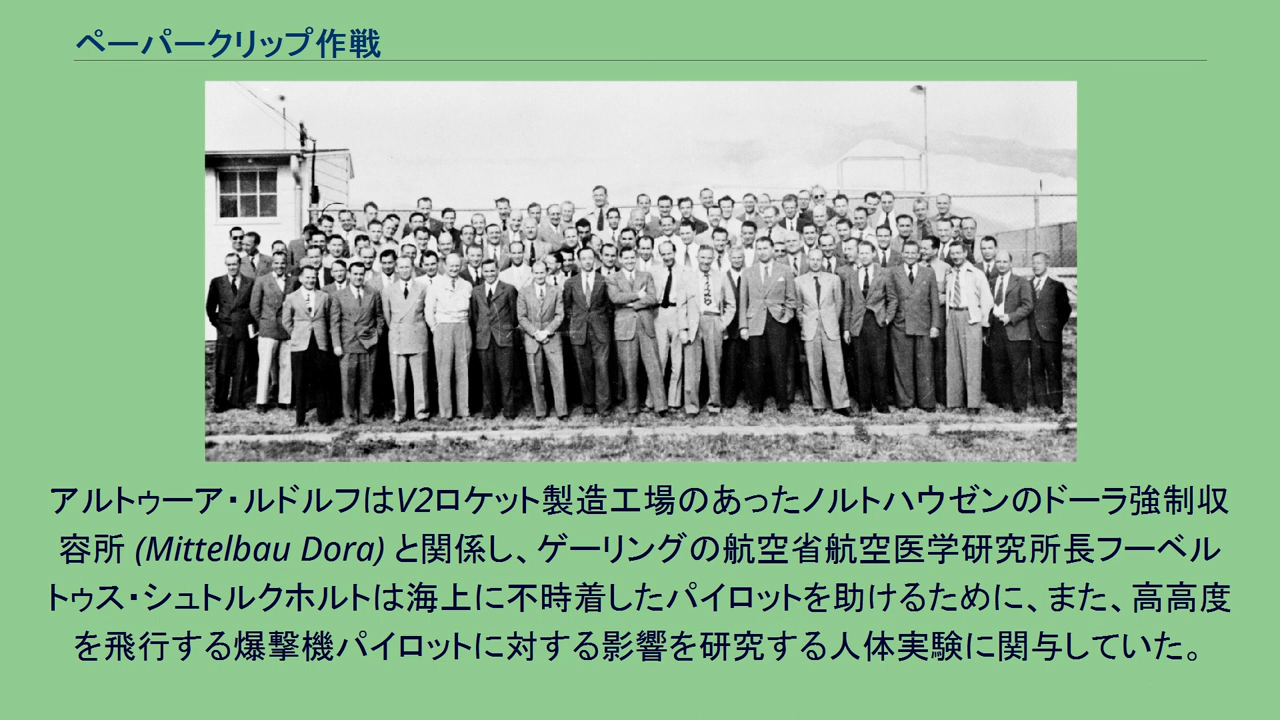 ペーパークリップ作戦
アルトゥーア・ルドルフはV2ロケット製造工場のあったノルトハウゼンのドーラ強制収
容所 (Mittelbau Dora) と関係し、ゲーリングの航空省航空医学研究所長フーベル
トゥス・シュトルクホルトは海上に不時着したパイロットを助けるために、また、高高度
を飛行する爆撃機パイロットに対する影響を研究する人体実験に関与していた。